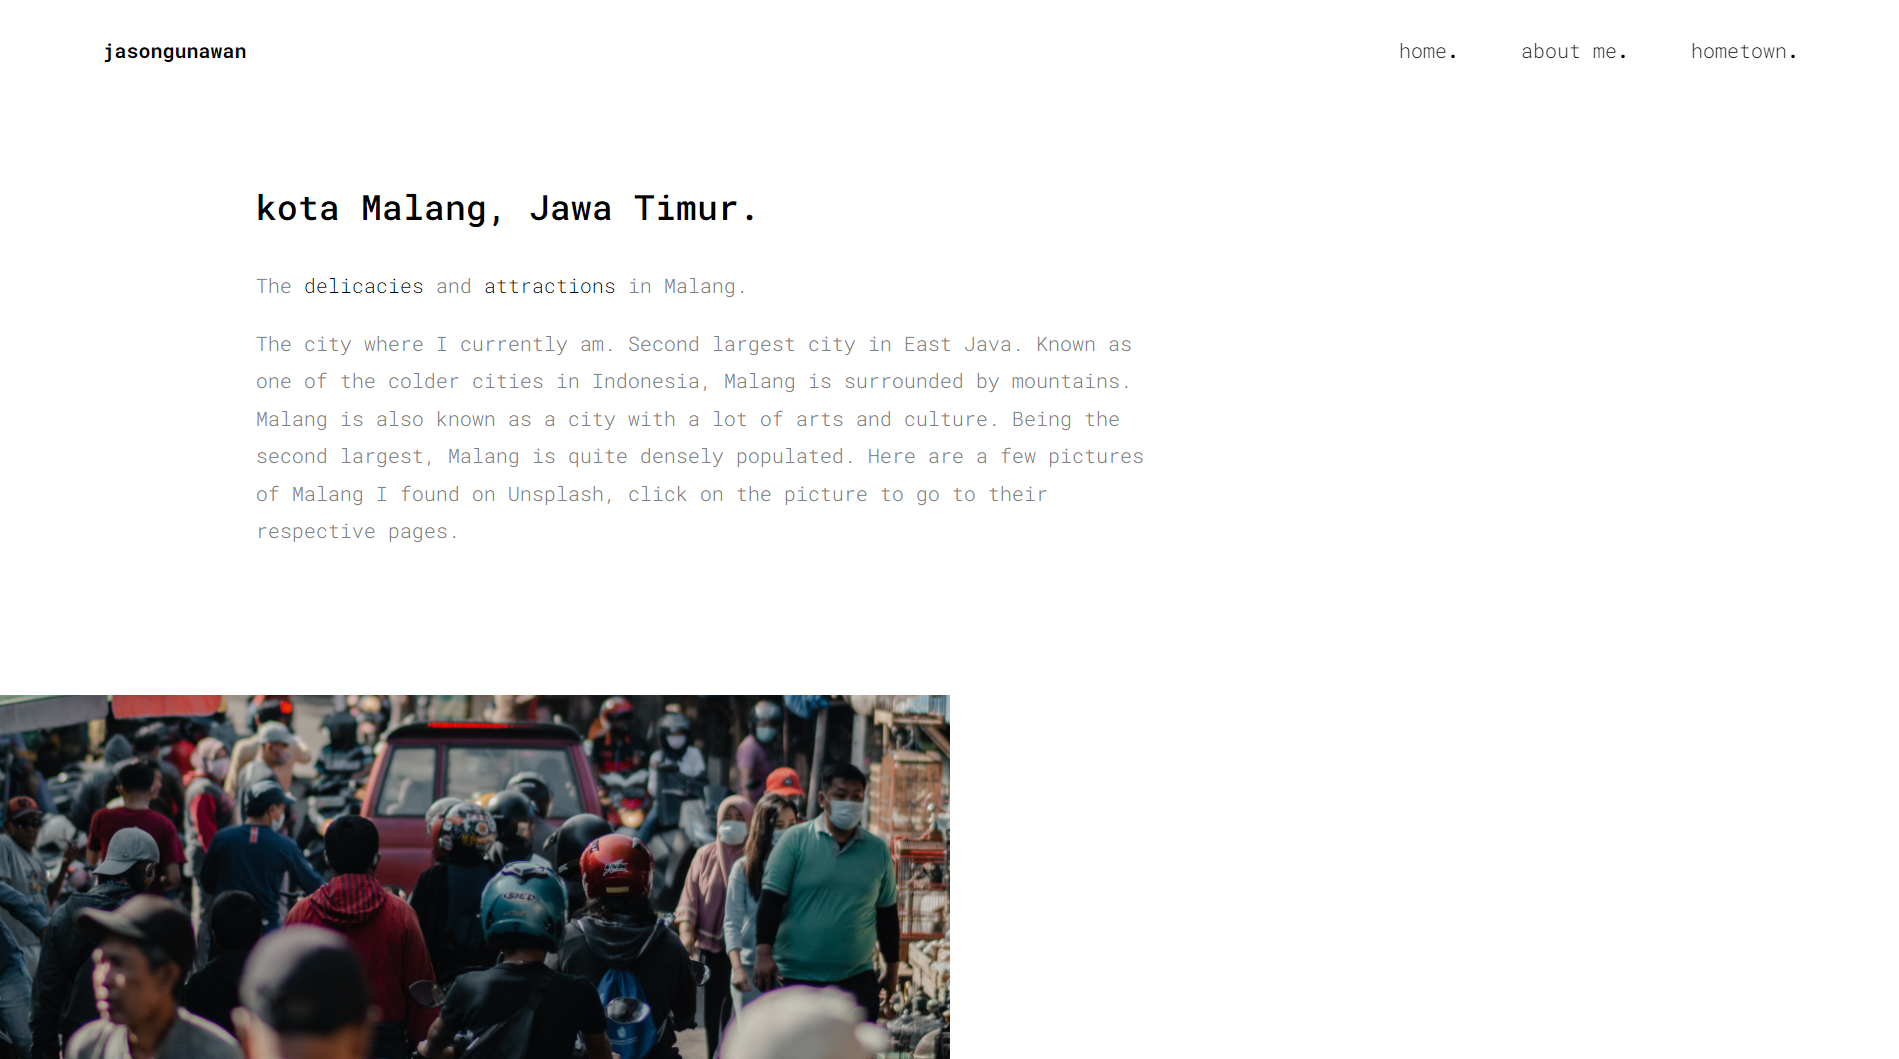 jasongunawan
home.
about me.
hometown.
kota Malang, Jawa Timur.
The delicacies and attractions in Malang.
The city where I currently am. Second largest city in East Java. Known as
one of the colder cities in Indonesia, Malang is surrounded by mountains.
Malang is also known as a city with a lot of arts and culture. Being the
second largest, Malang is quite densely populated. Here are a few pictures
of Malang I found on Unsplash, click on the picture to go to their
respective pages.